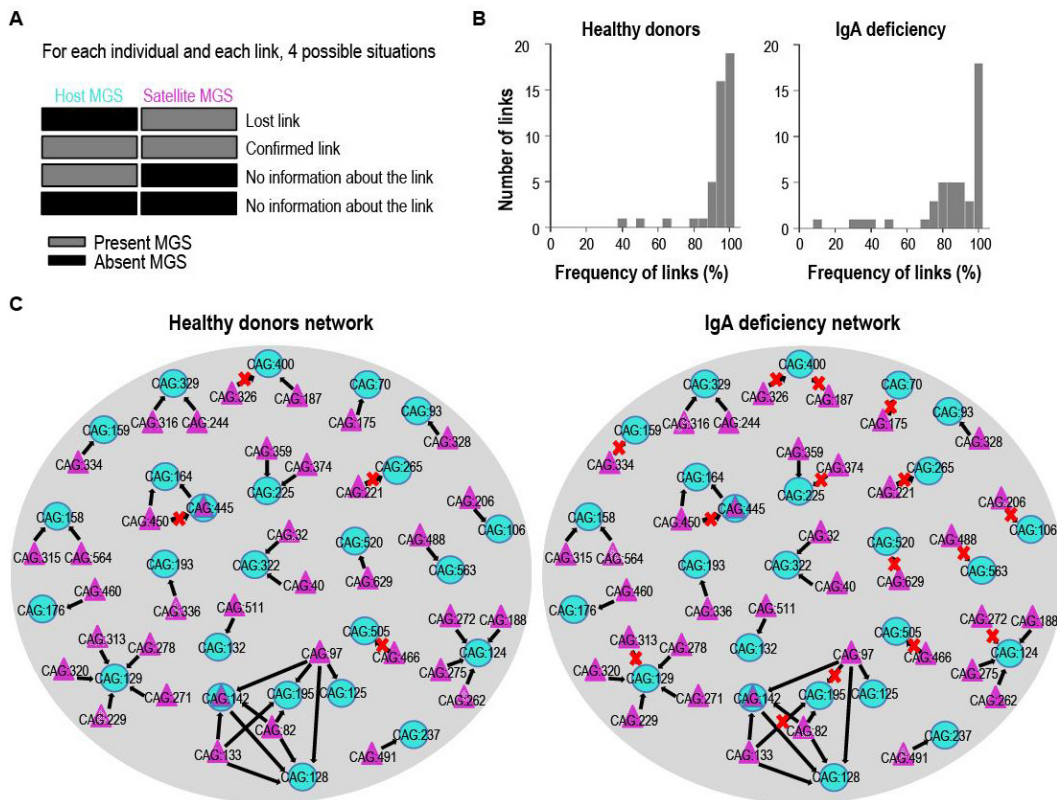 A
For each individual and each link, 4 possible situations
Host MGS Satellite MGS
Lost link
Confirmed link
No information about the link
No information about the link
Present MGS
Absent MGS
B
Healthy donors
IgA deficiency
20
15
10
5
0
0 20 40 60 80 100
20
15
10
5
0
0 20 40 60 80 100
Number of links
Frequency of links (%)
Frequency of links (%)
C
Healthy donors network
CAG:400
CAG:329
CAG:326
CAG:187
CAG:70
CAG:93
CAG:316
CAG:244
CAG:175
CAG:159
CAG:328
CAG:334
CAG:359
CAG:374
CAG:265
CAG:164
CAG:225
CAG:221
CAG:445
CAG:206
CAG:450
CAG:158
CAG:106
CAG:32
CAG:520
CAG:488
CAG:315
CAG:564
CAG:193
CAG:322
CAG:563
CAG:460
CAG:40
CAG:629
CAG:176
CAG:336
CAG:511
CAG:272
CAG:188
CAG:313
CAG:278
CAG:132
CAG:505
CAG:97
CAG:466
CAG:124
CAG:320
CAG:129
CAG:275
CAG:271
CAG:142
CAG:195
CAG:125
CAG:262
CAG:229
CAG:82
CAG:237
CAG:133
CAG:491
CAG:128
IgA deficiency network
CAG:400
CAG:329
CAG:326
CAG:187
CAG:70
CAG:93
CAG:316
CAG:244
CAG:175
CAG:159
CAG:328
CAG:334
CAG:359
CAG:374
CAG:265
CAG:164
CAG:225
CAG:221
CAG:445
CAG:206
CAG:450
CAG:158
CAG:106
CAG:32
CAG:520
CAG:488
CAG:315
CAG:564
CAG:193
CAG:322
CAG:563
CAG:460
CAG:40
CAG:629
CAG:176
CAG:336
CAG:511
CAG:272
CAG:188
CAG:313
CAG:278
CAG:132
CAG:505
CAG:97
CAG:466
CAG:124
CAG:320
CAG:129
CAG:275
CAG:271
CAG:142
CAG:195
CAG:125
CAG:262
CAG:229
CAG:82
CAG:237
CAG:133
CAG:491
CAG:128